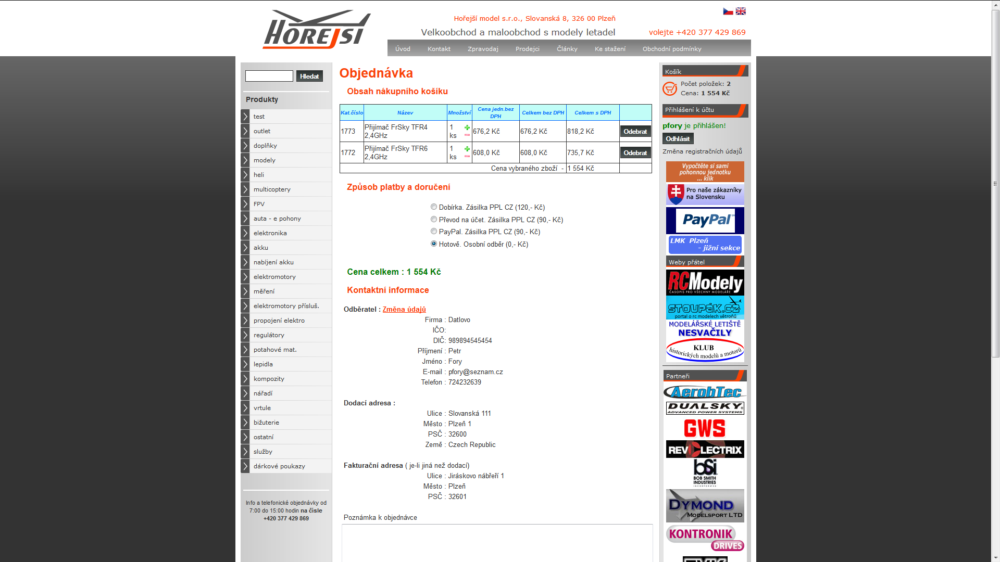 HOŘEJŠÍ
Hořejší model s.r.o., Slovanská 8, 326 00 Plzeň
Velkoobchod a maloobchod s modely letadel
volejte +420 377 429 869
Úvod Kontakt Zpravodaj Prodejci Články Ke stažení Obchodní podmínky
Hledat
Produkty
test
outlet
doplňky
modely
heli
multicoptery
FPV
auta - e pohony
elektronika
akku
nabíjení akku
elektromotory
měření
elektromotory přísluš.
propojení elektro
regulátory
potahové mat.
lepidla
kompozity
nářadí
vrtule
bižuterie
ostatní
služby
dárkové poukazy
Info a telefonické objednávky od
7:00 do 15:00 hodin na čísle
+420 377 429 869
Objednávka
Obsah nákupního košíku
Kat.číslo Název Množství Cena jedn.bez DPH Celkem bez DPH Celkem s DPH
1773 Přijímač FrSky TFR4 2,4GHz 1 ks 676,2 Kč 676,2 Kč 818,2 Kč Odebrat
1772 Přijímač FrSky TFR6 2,4GHz 1 ks 608,0 Kč 608,0 Kč 735,7 Kč Odebrat
Cena vybraného zboží - 1 554 Kč
Způsob platby a doručení
Dobírka. Zásilka PPL CZ (120,- Kč)
Převod na účet. Zásilka PPL CZ (90,- Kč)
PayPal. Zásilka PPL CZ (90,- Kč)
Hotově. Osobní odběr (0,- Kč)
Cena celkem : 1 554 Kč
Kontaktní informace
Odběratel : Změna údajů
Firma : Datlovo
IČO:
DIČ: 989894545454
Příjmení : Petr
Jméno : Fory
E-mail : pfory@seznam.cz
Telefon : 724232639
Dodací adresa :
Ulice : Slovanská 111
Město : Plzeň 1
PSČ : 32600
Země : Czech Republic
Fakturační adresa ( je-li jiná než dodací)
Ulice : Jiráskovo nábřeří 1
Město : Plzeň
PSČ : 32601
Poznámka k objednávce
Košík
Počet položek: 2
Cena: 1 554 Kč
Přihlášení k účtu
pfory je přihlášen!
Odhlásit
Změna registračních údajů
Vypočtěte si sami
pohonnou jednotku
... klik
Pro naše zákazníky
na Slovensku
PayPal
LMK Plzeň
- jižní sekce
Weby přátel
RCModely
ČASOPIS PRO VŠECHNY MODELÁŘE
STOUPÁK.CZ
portal o rc modelech větroňů
MODELÁŘSKÉ LETIŠTĚ
NESVAČILY
KLUB
historických modelů a motorů
Partneři
AerobTec
DUALSKY
ADVANCED POWER SYSTEMS
GWS
REVOLECTRIX
bSi
BOB SMITH
INDUSTRIES
INCORPORATED
DYMOND
MODELSPORT LTD
KONTRONIK
DRIVES